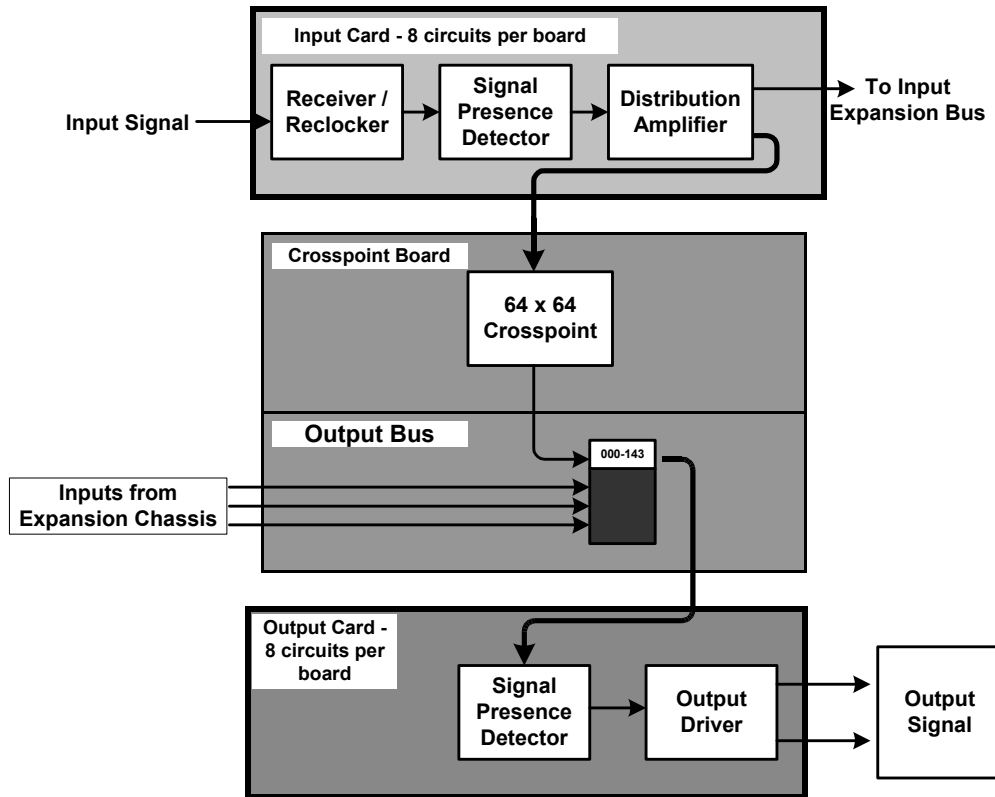 Input Card - 8 circuits per board
Input Signal
Receiver /
Reclocker
Signal
Presence
Detector
Distribution
Amplifier
To Input
Expansion Bus
Crosspoint Board
64 x 64
Crosspoint
Output Bus
000-143
Inputs from
Expansion Chassis
Output Card -
8 circuits per
board
Signal
Presence
Detector
Output
Driver
Output
Signal